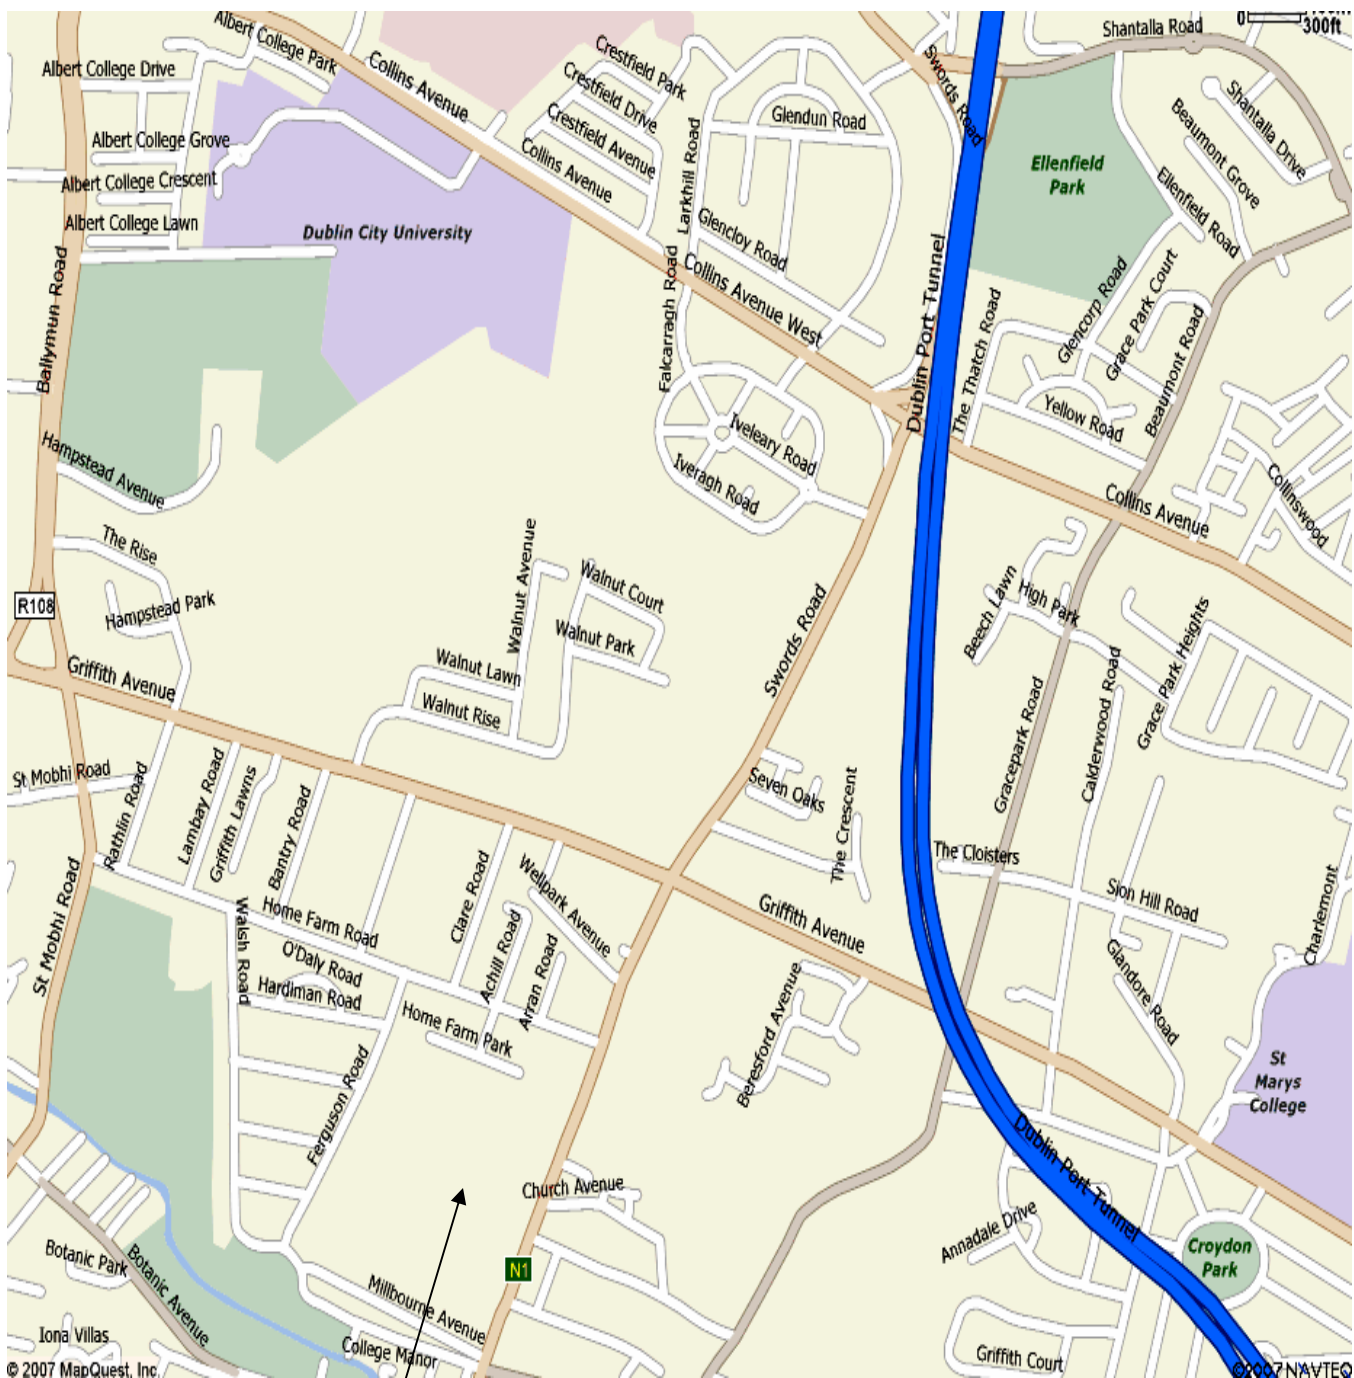 Albert College Park
Collins Avenue
Albert College Drive
Albert College Grove
Albert College Crescent
Albert College Lawn
Dublin City University
Ballymun Road
Crestfield Park
Crestfield Drive
Crestfield Avenue
Collins Avenue
Larkhill Road
Glendun Road
Glencloy Road
Collins Avenue West
Falcarragh Road
Swords Road
Shantalla Road
0
300ft
Shantalla Drive
Beaumont Grove
Ellenfield
Park
Ellenfield Road
Dublin Port Tunnel
The Thatch Road
Glencorp Road
Grace Park Court
Beaumont Road
Yellow Road
Iveleary Road
Iveragh Road
Collins Avenue
Collinswood
Hampstead Avenue
The Rise
R108
Hampstead Park
Griffith Avenue
Walnut Avenue
Walnut Court
Walnut Park
Walnut Lawn
Walnut Rise
Swords Road
Beech Lawn
High Park
Grace Park Heights
Gracepark Road
Calderwood Road
St Mobhi Road
Rathlin Road
Lambay Road
Griffith Lawns
Bantry Road
Seven Oaks
The Crescent
The Cloisters
Sion Hill Road
Charlemont
St Mobhi Road
Walsh Road
Home Farm Road
O'Daly Road
Hardiman Road
Clare Road
Wellpark Avenue
Achill Road
Arran Road
Home Farm Park
Griffith Avenue
Beresford Avenue
Glandore Road
St
Marys
College
Ferguson Road
Church Avenue
Dublin Port Tunnel
Annadale Drive
Croydon
Park
N1
Botanic Park
Botanic Avenue
Millbourne Avenue
Iona Villas
College Manor
Griffith Court
© 2007 MapQuest, Inc.
©2007 NAVTEQ